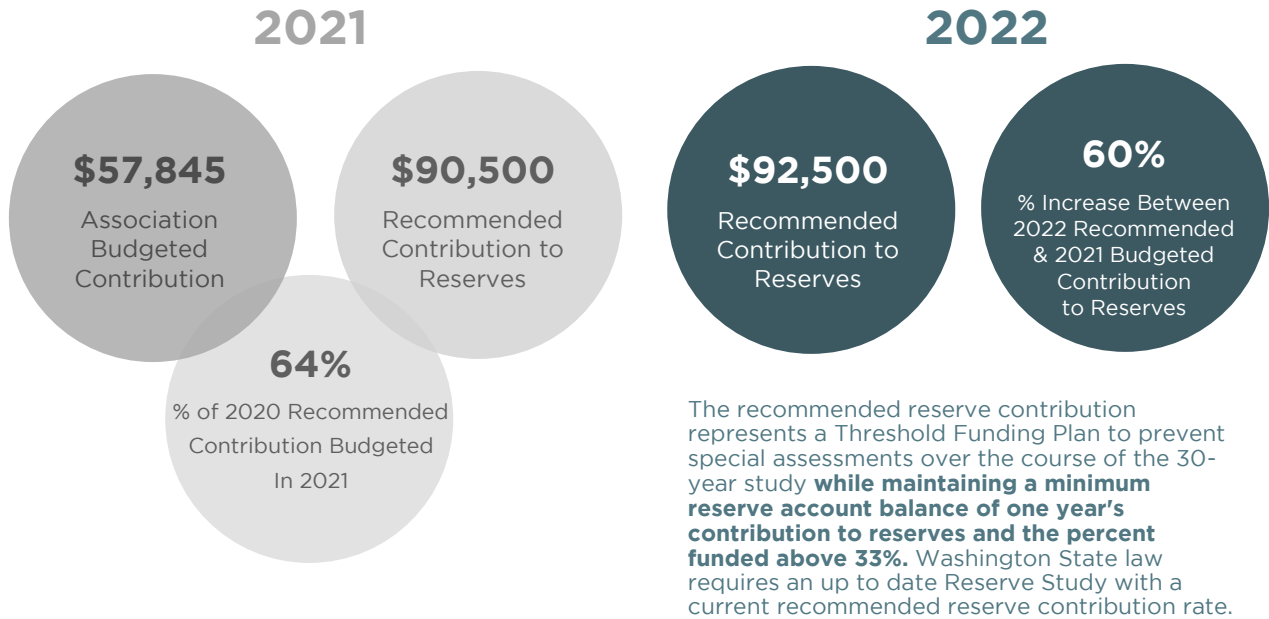 2021
$57,845
Association
Budgeted
Contribution
$90,500
Recommended
Contribution to
Reserves
64%
% of 2020 Recommended
Contribution Budgeted
In 2021
2022
$92,500
Recommended
Contribution to
Reserves
60%
% Increase Between
2022 Recommended
& 2021 Budgeted
Contribution
to Reserves
The recommended reserve contribution
represents a Threshold Funding Plan to prevent
special assessments over the course of the 30-
year study while maintaining a minimum
reserve account balance of one year's
contribution to reserves and the percent
funded above 33%. Washington State law
requires an up to date Reserve Study with a
current recommended reserve contribution rate.